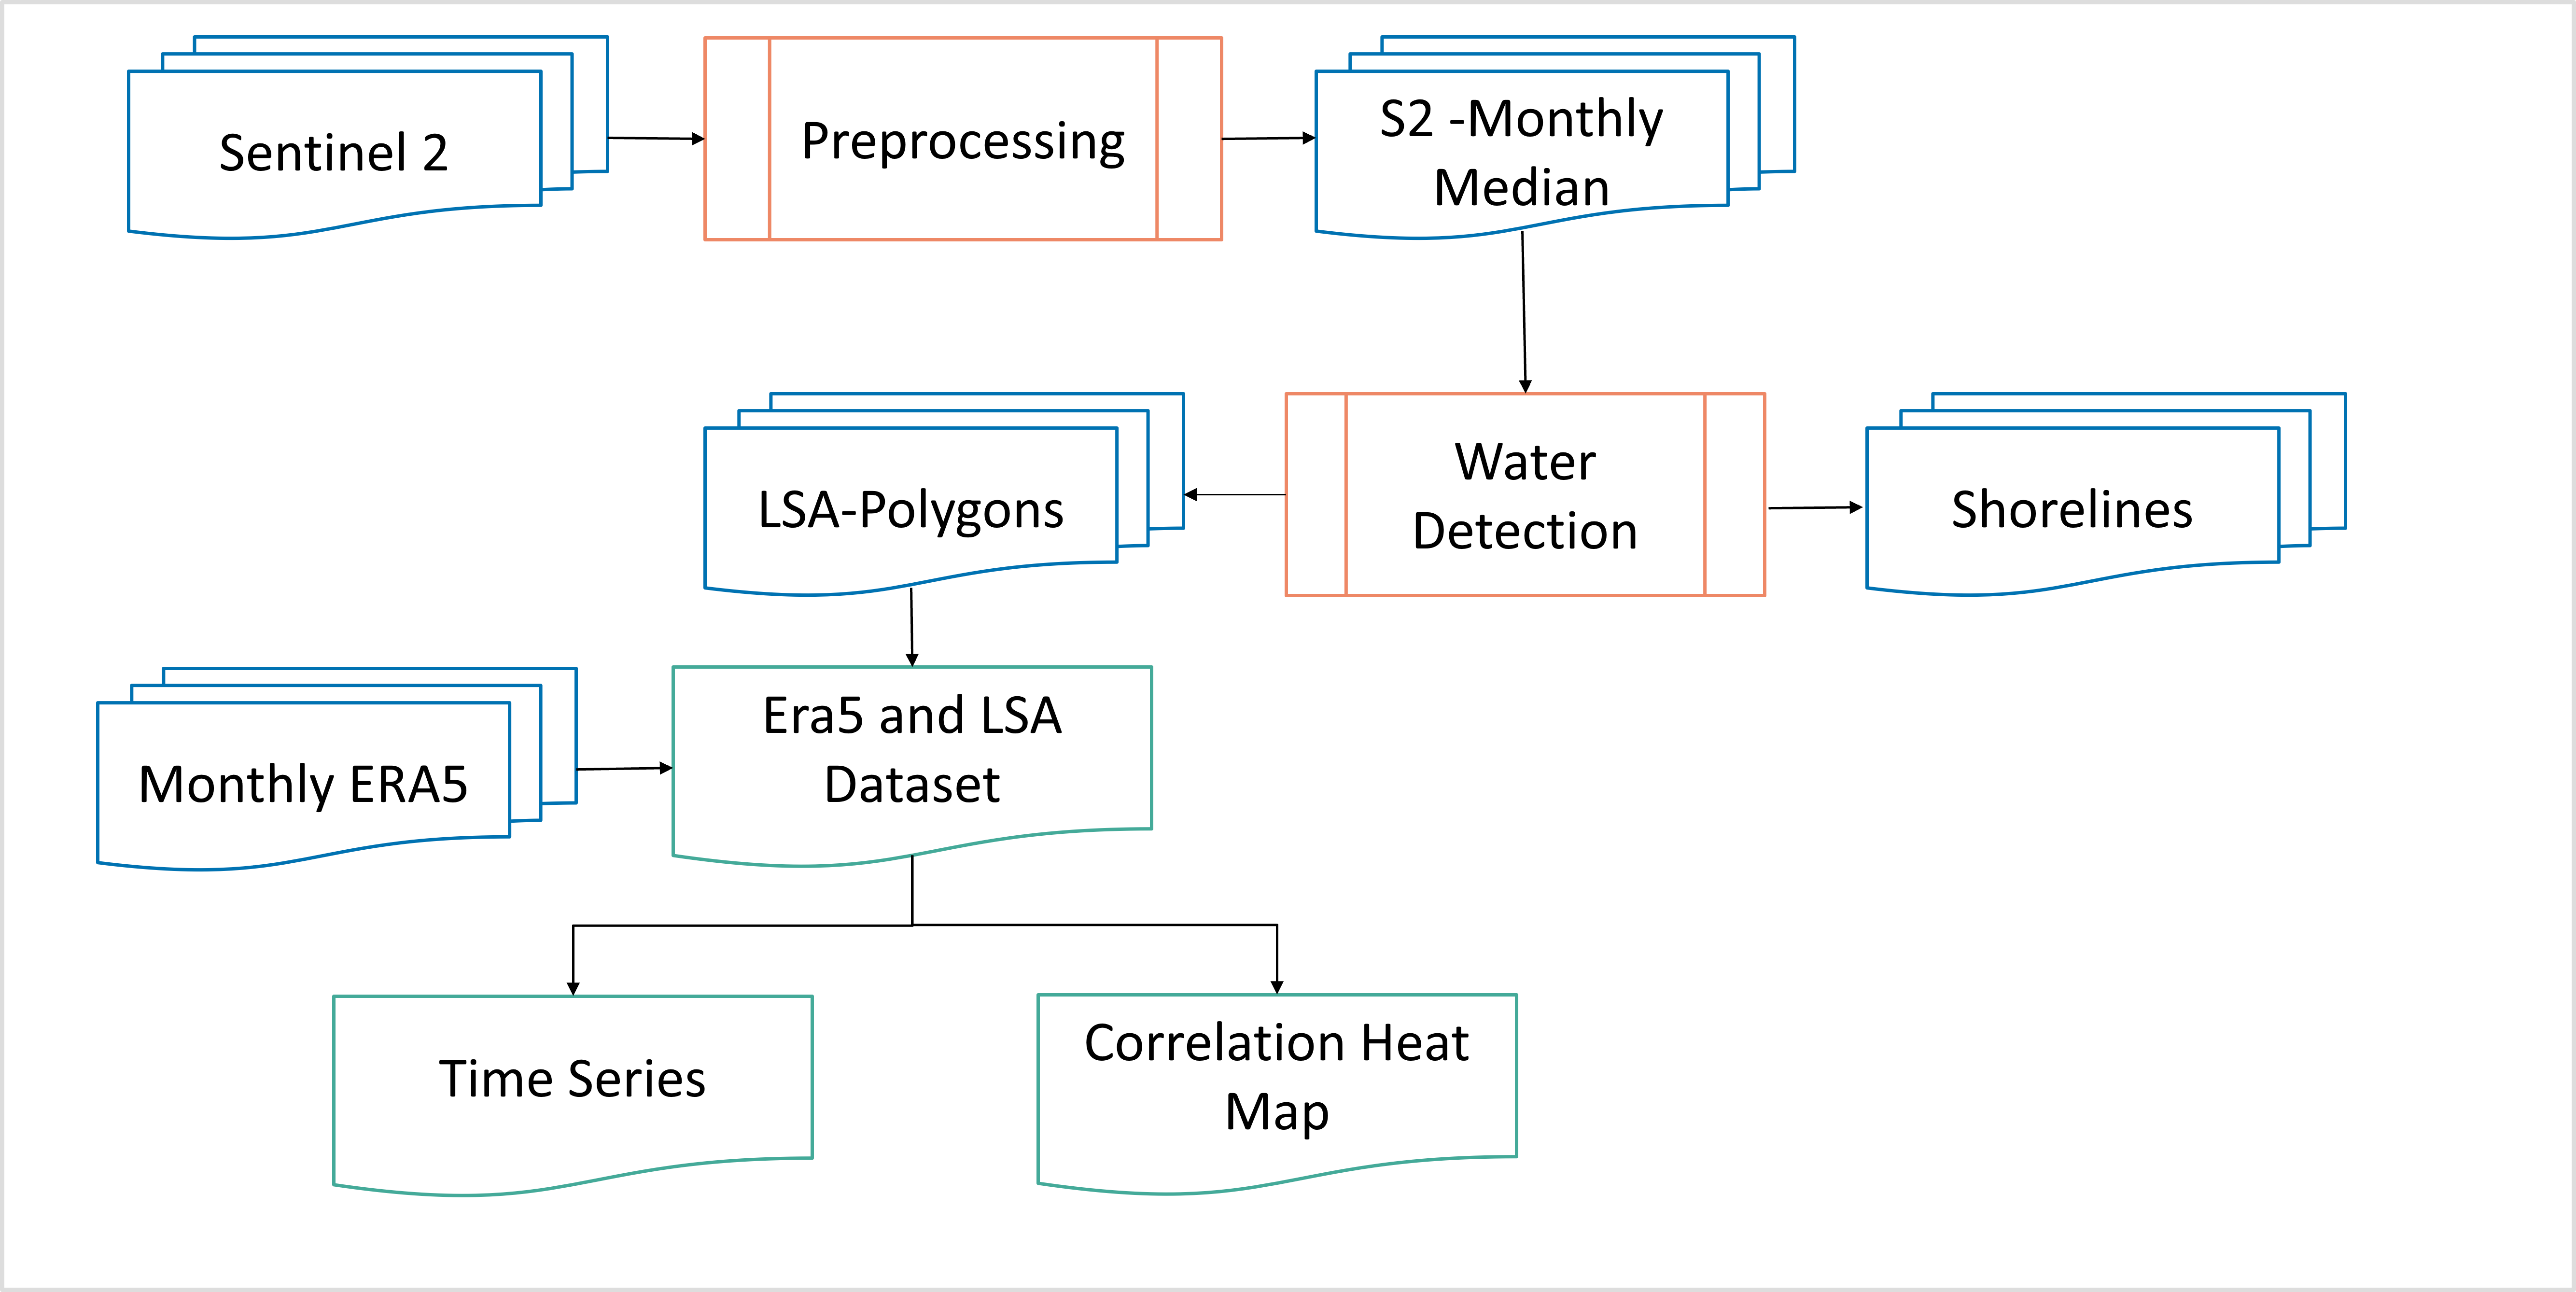 Sentinel 2
Preprocessing
S2 -Monthly
Median
LSA-Polygons
Water
Detection
Shorelines
Monthly ERA5
Era5 and LSA
Dataset
Time Series
Correlation Heat
Map